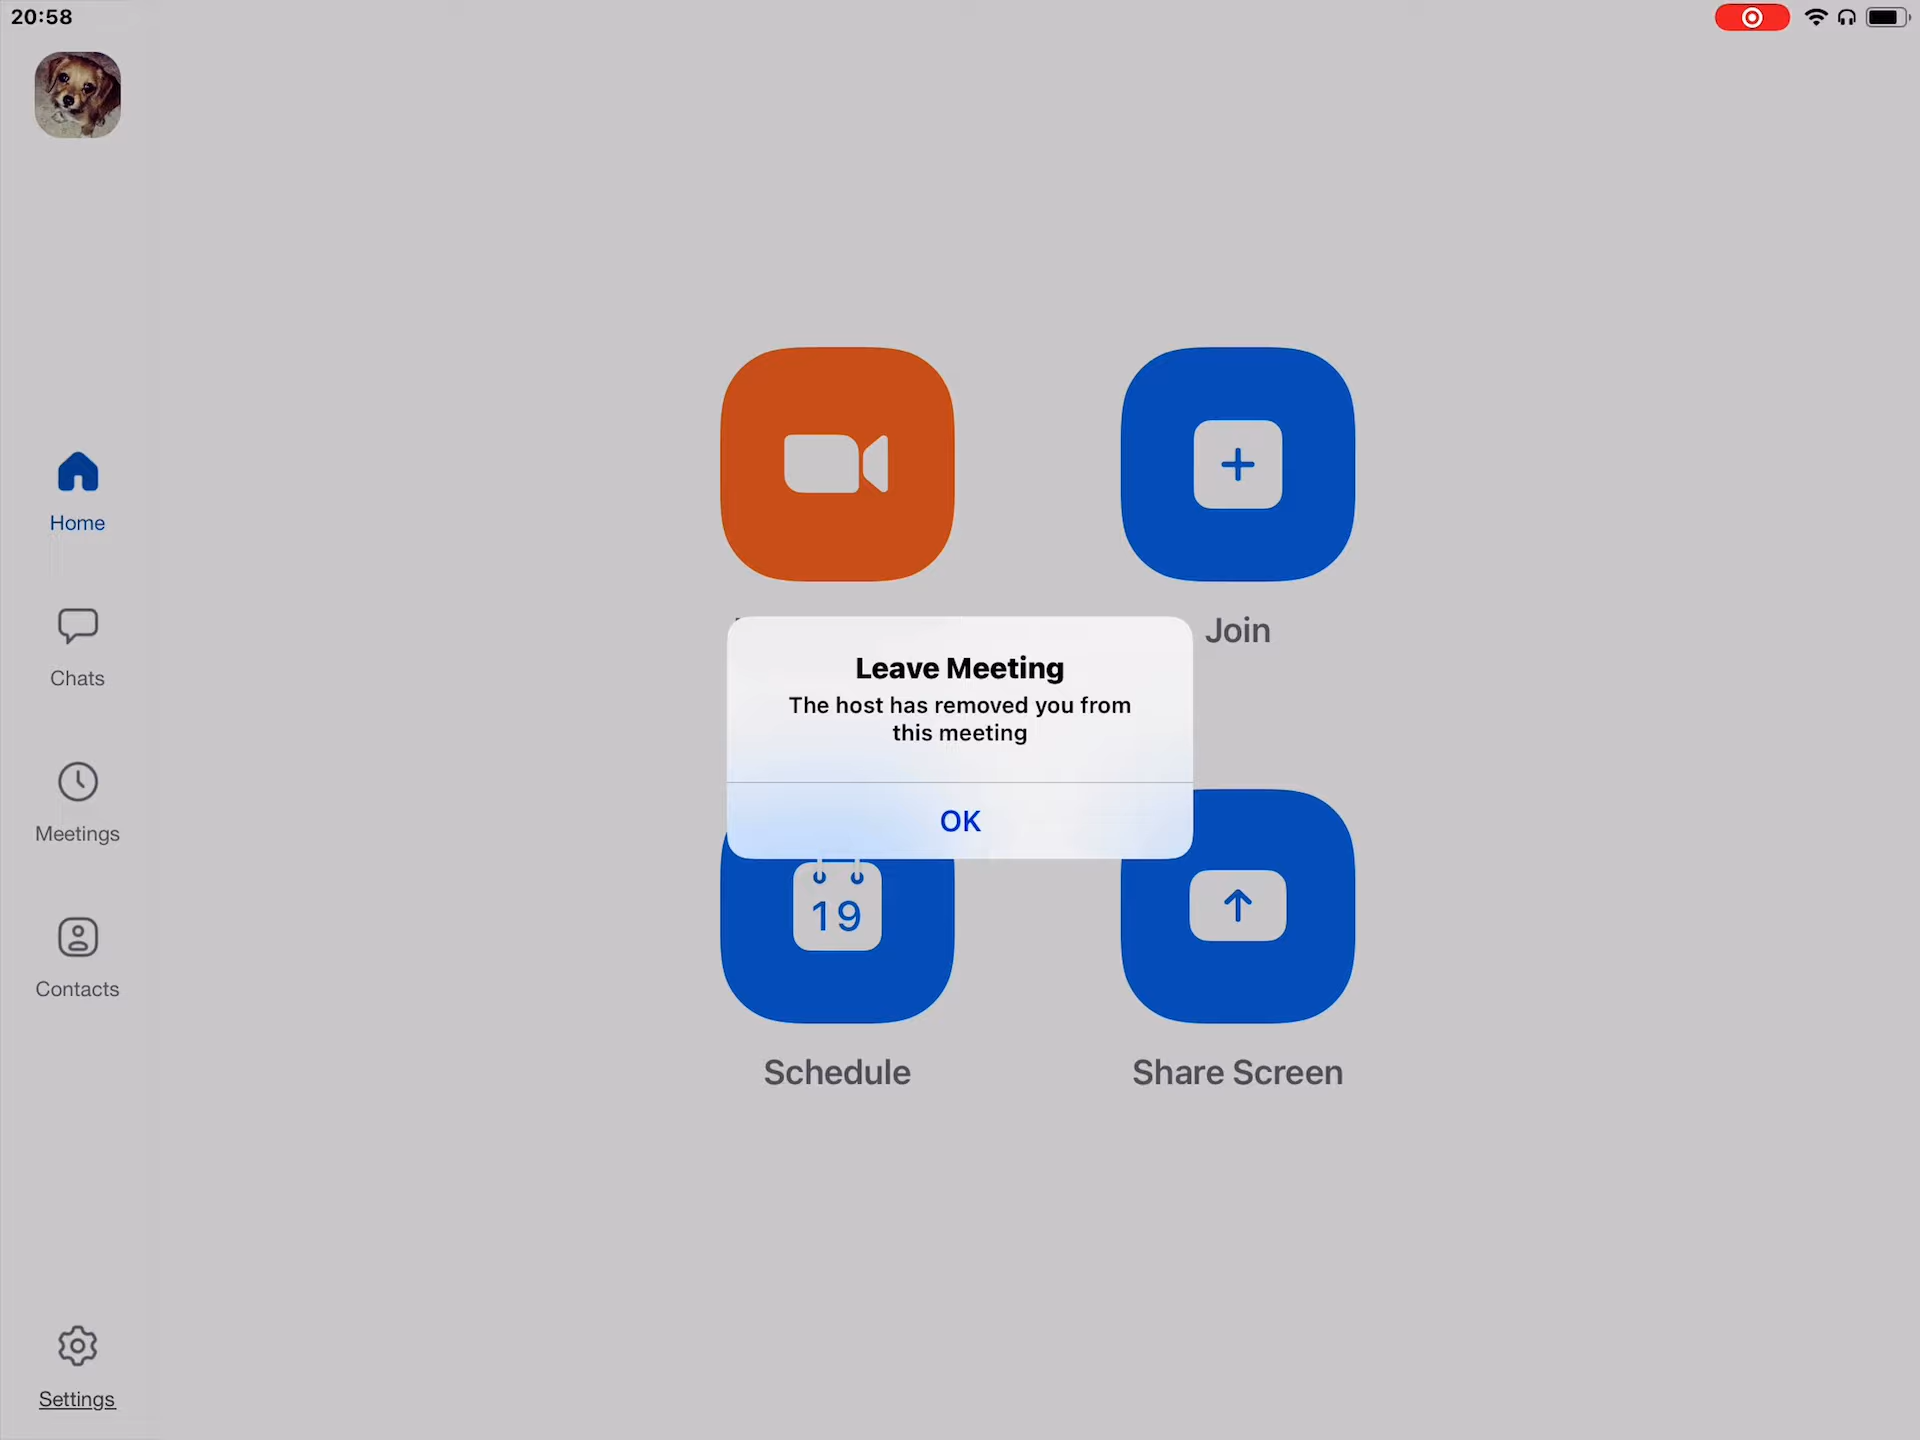 20:58
Home
Chats
Meetings
Contacts
Settings
Join
Leave Meeting
The host has removed you from
this meeting
OK
19
Schedule
Share Screen